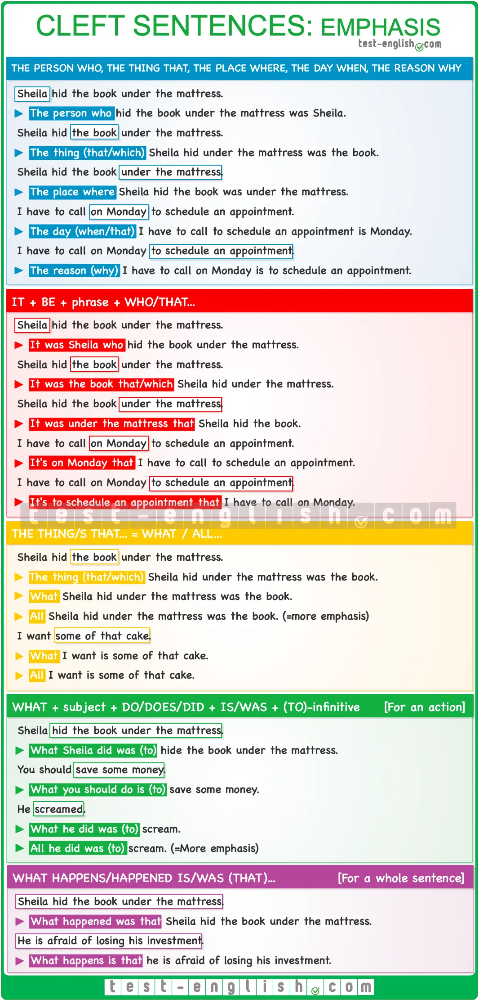 CLEFT SENTENCES: EMPHASIS
test-english.com
THE PERSON WHO, THE THING THAT, THE PLACE WHERE, THE DAY WHEN, THE REASON WHY
Sheila hid the book under the mattress.
The person who hid the book under the mattress was Sheila.
Sheila hid the book under the mattress.
The thing (that/which) Sheila hid under the mattress was the book.
Sheila hid the book under the mattress.
The place where Sheila hid the book was under the mattress.
I have to call on Monday to schedule an appointment.
The day (when/that) I have to call to schedule an appointment is Monday.
I have to call on Monday to schedule an appointment.
The reason (why) I have to call on Monday is to schedule an appointment.
IT + BE + phrase + WHO/THAT...
Sheila hid the book under the mattress.
It was Sheila who hid the book under the mattress.
Sheila hid the book under the mattress.
It was the book that/which Sheila hid under the mattress.
Sheila hid the book under the mattress.
It was under the mattress that Sheila hid the book.
I have to call on Monday to schedule an appointment.
It's on Monday that I have to call to schedule an appointment.
I have to call on Monday to schedule an appointment.
It's to schedule an appointment that I have to call on Monday.
test-english.com
THE THING/S THAT... = WHAT / ALL...
Sheila hid the book under the mattress.
The thing (that/which) Sheila hid under the mattress was the book.
What Sheila hid under the mattress was the book.
All Sheila hid under the mattress was the book. (=more emphasis)
I want some of that cake.
What I want is some of that cake.
All I want is some of that cake.
WHAT + subject + DO/DOES/DID + IS/WAS + (TO)-infinitive [For an action]
Sheila hid the book under the mattress.
What Sheila did was (to) hide the book under the mattress.
You should save some money.
What you should do is (to) save some money.
He screamed.
What he did was (to) scream.
All he did was (to) scream. (=More emphasis)
WHAT HAPPENS/HAPPENED IS/WAS (THAT)... [For a whole sentence]
Sheila hid the book under the mattress.
What happened was that Sheila hid the book under the mattress.
He is afraid of losing his investment.
What happens is that he is afraid of losing his investment.
test-english.com